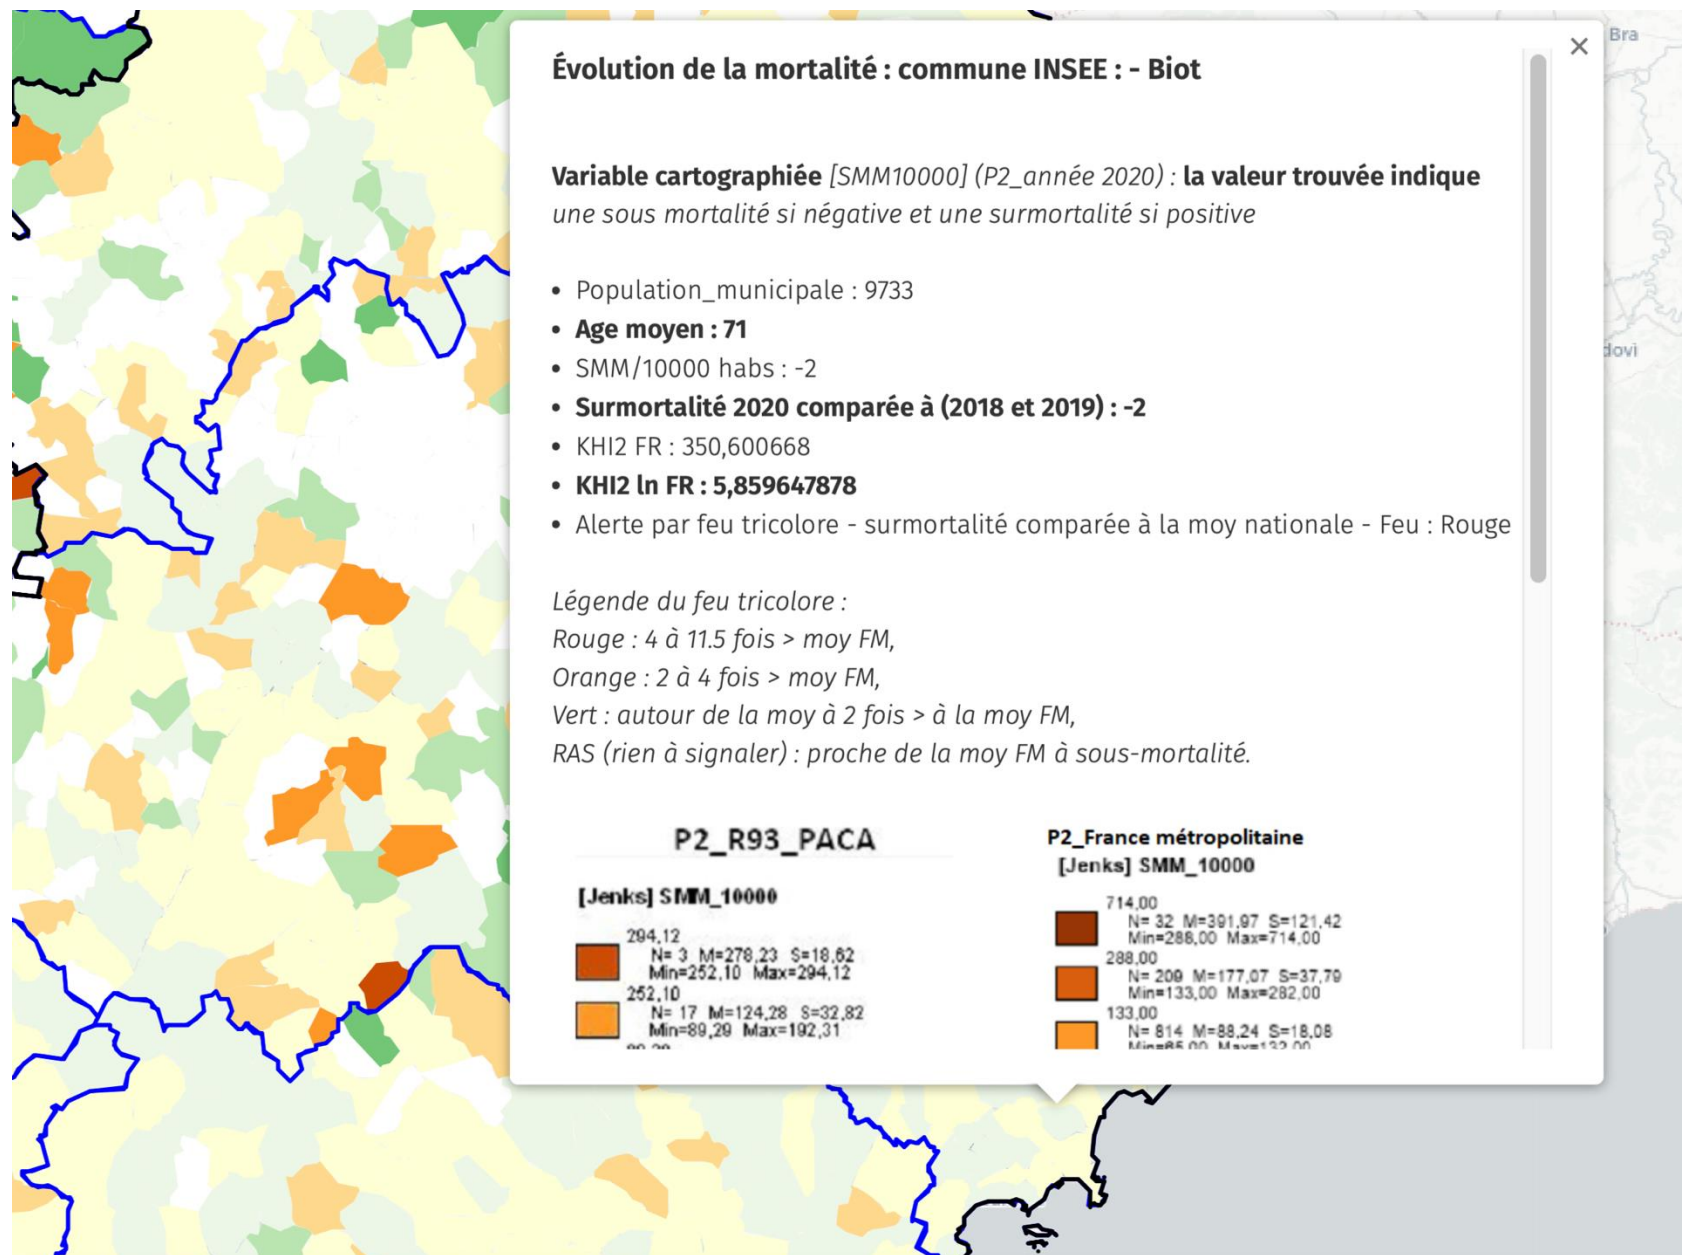 Bra
Évolution de la mortalité : commune INSEE : - Biot
Variable cartographiée [SMM10000] (P2_année 2020) : la valeur trouvée indique
une sous mortalité si négative et une surmortalité si positive
• Population_municipale : 9733
• Age moyen : 71
• SMM/10000 habs : -2
• Surmortalité 2020 comparée à (2018 et 2019) : -2
• KHI2 FR : 350,600668
• KHI2 ln FR : 5,859647878
• Alerte par feu tricolore - surmortalité comparée à la moy nationale - Feu : Rouge
Légende du feu tricolore :
Rouge : 4 à 11.5 fois > moy FM,
Orange : 2 à 4 fois > moy FM,
Vert : autour de la moy à 2 fois > à la moy FM,
RAS (rien à signaler) : proche de la moy FM à sous-mortalité.
P2_R93_PACA
[Jenks] SMM_10000
294,12
N= 3 M=278,23 S=18,62
Min=252,10 Max=294,12
252,10
N= 17 M=124,28 S=32,82
Min=89,29 Max=192,31
P2_France métropolitaine
[Jenks] SMM_10000
714,00
N= 32 M=391,97 S=121,42
Min=288,00 Max=714,00
288,00
N= 209 M=177,07 S=37,79
Min=133,00 Max=282,00
133,00
N= 814 M=88,24 S=18,08
Min=65,00 Max=132,00